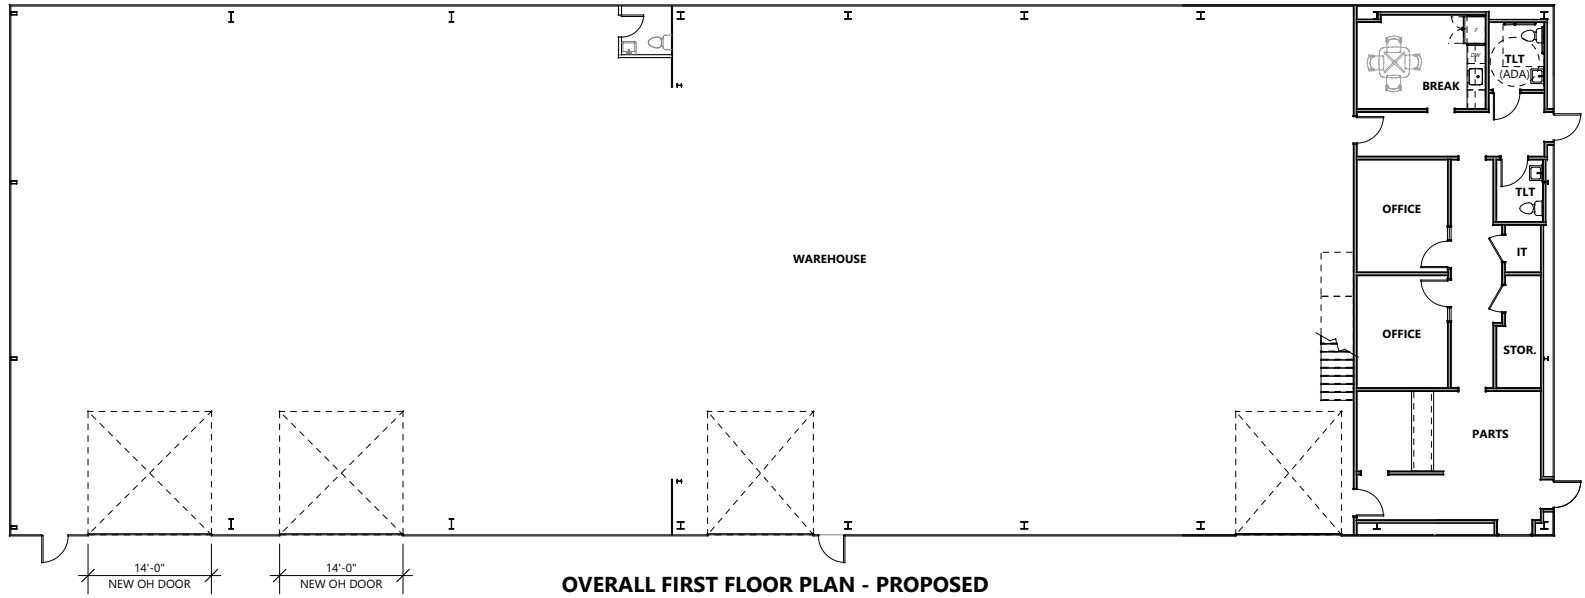 F
DW
TLT
(ADA)
BREAK
TLT
OFFICE
IT
WAREHOUSE
OFFICE
STOR.
PARTS
14'-0"
NEW OH DOOR
14'-0"
NEW OH DOOR
OVERALL FIRST FLOOR PLAN - PROPOSED